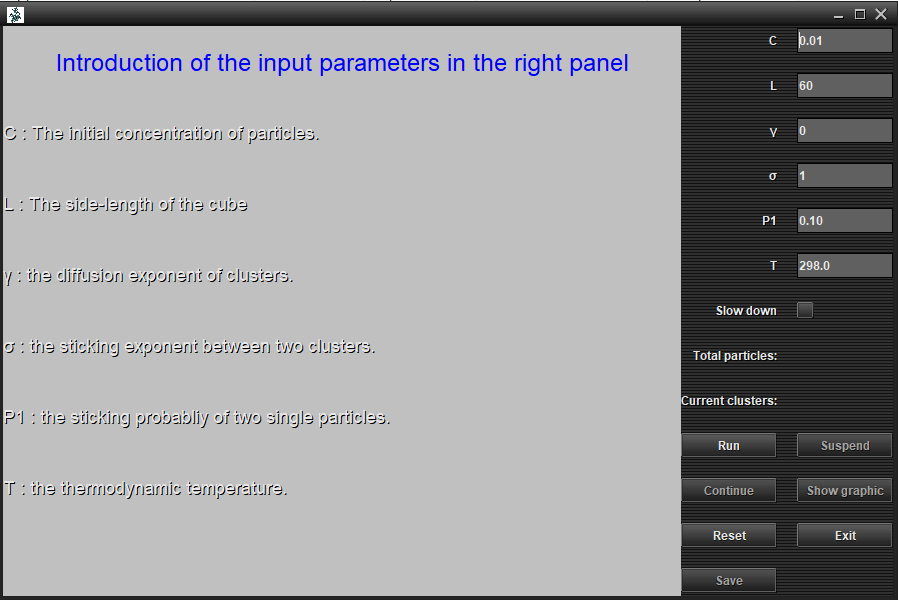 Introduction of the input parameters in the right panel
C : The initial concentration of particles.
L : The side-length of the cube
γ : the diffusion exponent of clusters.
σ : the sticking exponent between two clusters.
P1 : the sticking probabliy of two single particles.
T : the thermodynamic temperature.
C 0.01
L 60
γ 0
σ 1
P1 0.10
T 298.0
Slow down
Total particles:
Current clusters:
Run Suspend
Continue Show graphic
Reset Exit
Save